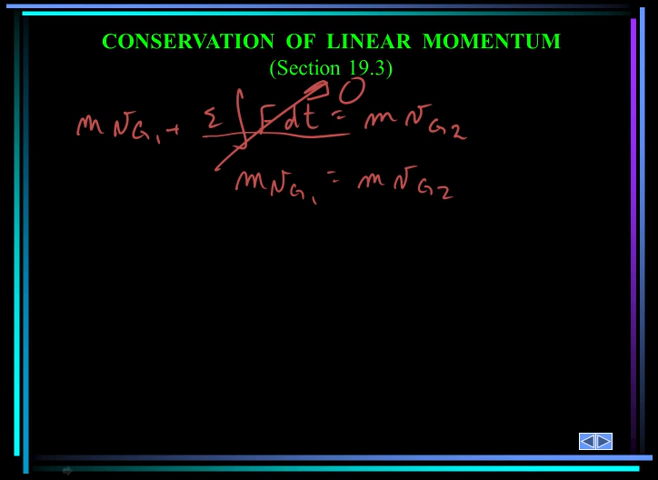 CONSERVATION OF LINEAR MOMENTUM
(Section 19.3)
m v_G1 + Σ ∫ F dt = m v_G2
0
m v_G1 = m v_G2